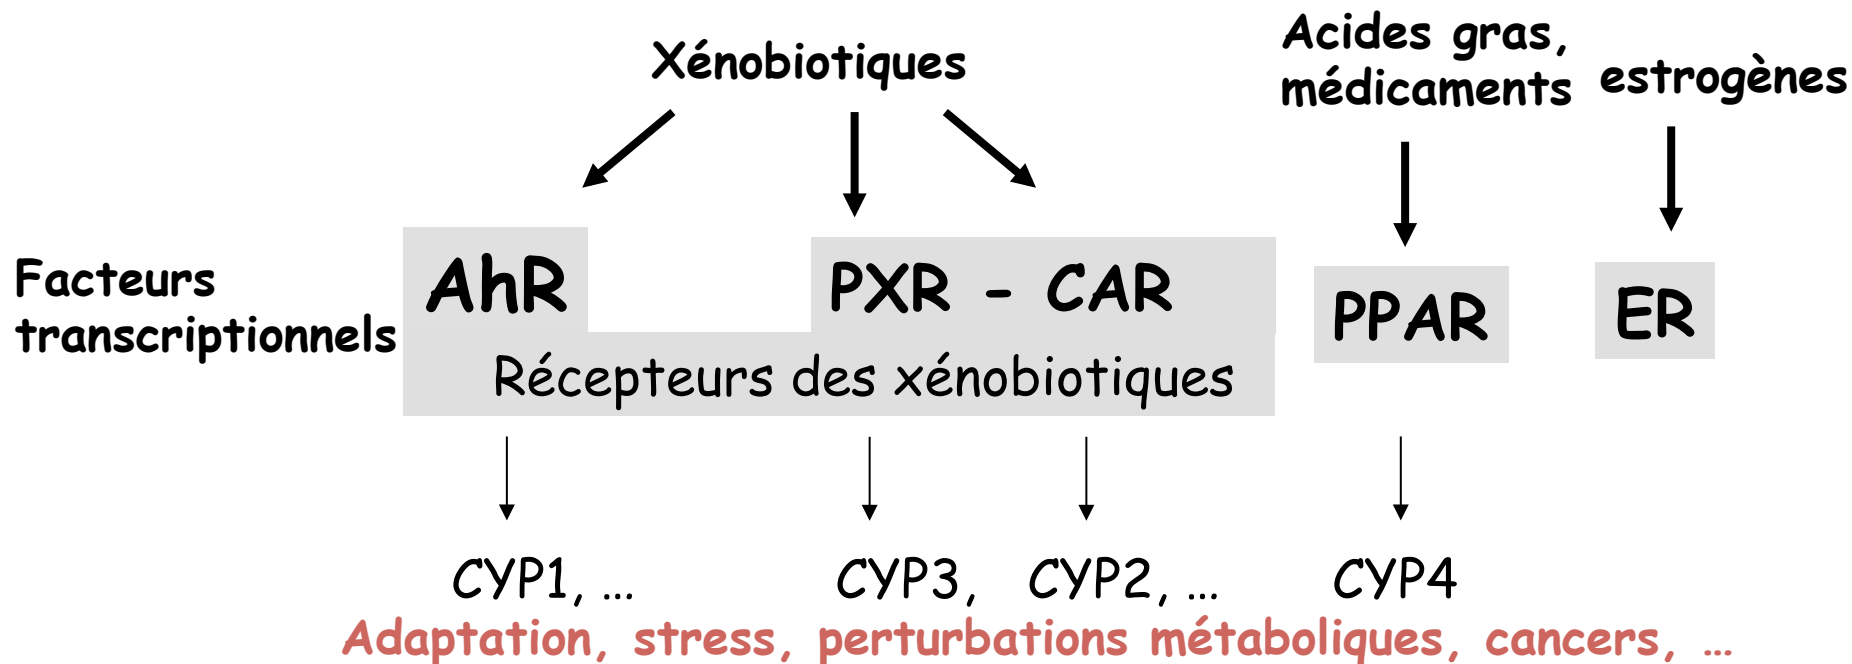 Xénobiotiques
Acides gras,
médicaments
estrogènes
Facteurs
transcriptionnels
AhR
PXR - CAR
PPAR
ER
Récepteurs des xénobiotiques
CYP1, ...
CYP3,
CYP2, ...
CYP4
Adaptation, stress, perturbations métaboliques, cancers, ...